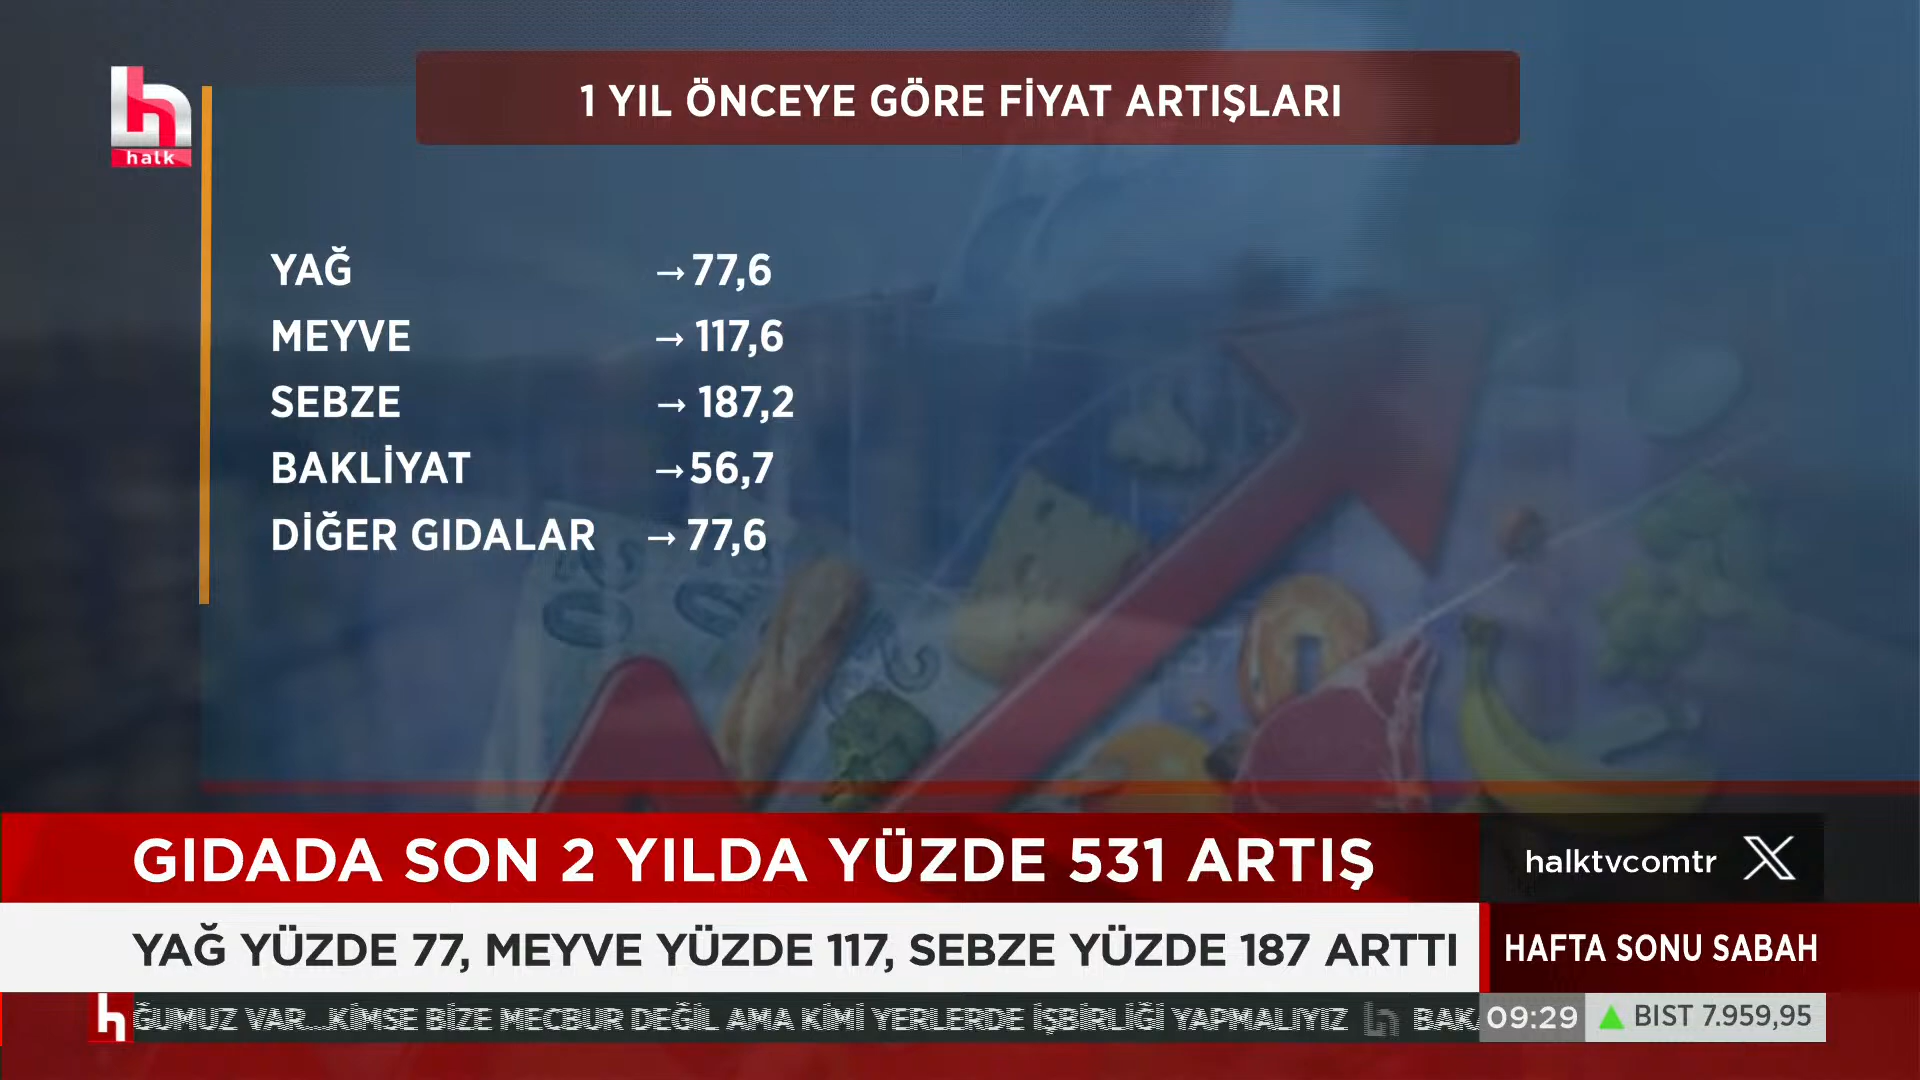 halk
1 YIL ÖNCEYE GÖRE FİYAT ARTIŞLARI
YAĞ → 77,6
MEYVE → 117,6
SEBZE → 187,2
BAKLİYAT → 56,7
DİĞER GIDALAR → 77,6
GIDADA SON 2 YILDA YÜZDE 531 ARTIŞ
halktvcomtr X
YAĞ YÜZDE 77, MEYVE YÜZDE 117, SEBZE YÜZDE 187 ARTTI
HAFTA SONU SABAH
ĞUMUZ VAR...KİMSE BİZE MECBUR DEĞİL AMA KİMİ YERLERDE İŞBİRLİĞİ YAPMALIYIZ
09:29 ▲ BIST 7.959,95